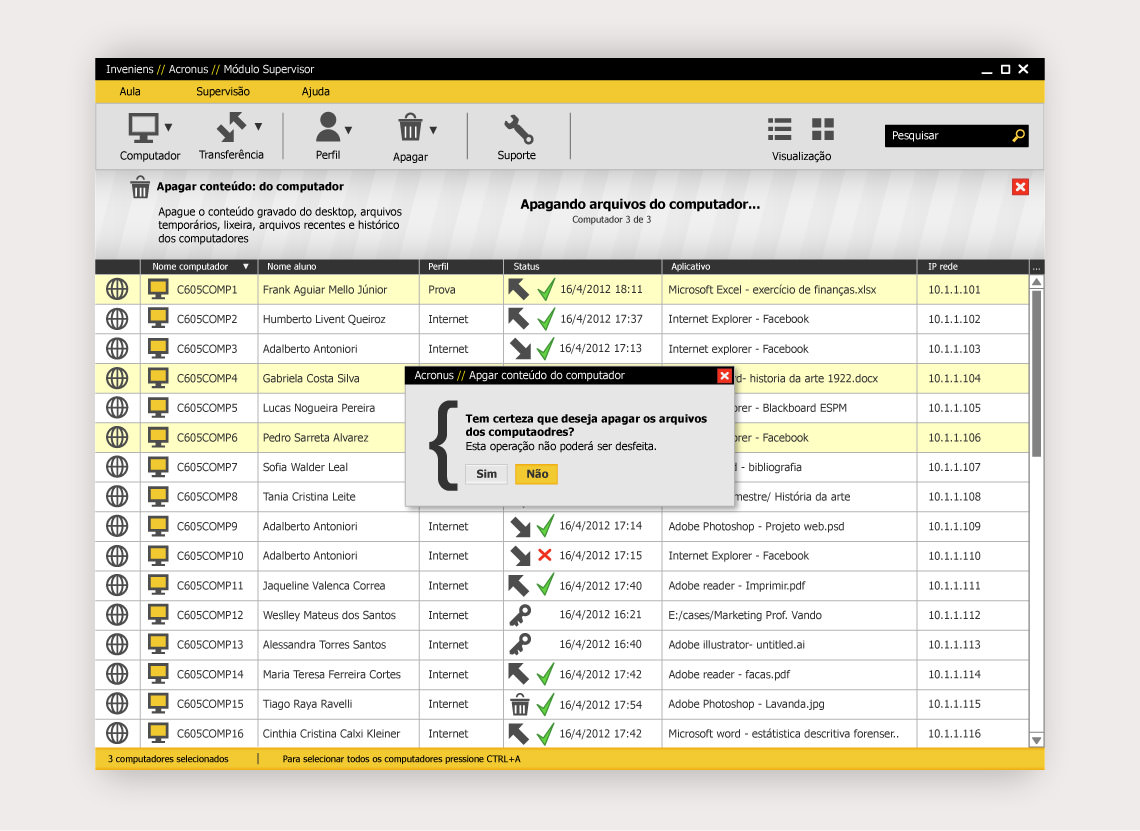 Inveniens // Acronus // Módulo Supervisor
Aula Supervisão Ajuda
Computador Transferência Perfil Apagar Suporte Visualização Pesquisar
Apagar conteúdo: do computador
Apague o conteúdo gravado do desktop, arquivos
temporários, lixeira, arquivos recentes e histórico
dos computadores
Apagando arquivos do computador...
Computador 3 de 3
Nome computador Nome aluno Perfil Status Aplicativo IP rede ...
C605COMP1 Frank Aguiar Mello Júnior Prova 16/4/2012 18:11 Microsoft Excel - exercício de finanças.xlsx 10.1.1.101
C605COMP2 Humberto Livent Queiroz Internet 16/4/2012 17:37 Internet Explorer - Facebook 10.1.1.102
C605COMP3 Adalberto Antoniori Internet 16/4/2012 17:13 Internet explorer - Facebook 10.1.1.103
C605COMP4 Gabriela Costa Silva rd- historia da arte 1922.docx 10.1.1.104
C605COMP5 Lucas Nogueira Pereira orer - Blackboard ESPM 10.1.1.105
C605COMP6 Pedro Sarreta Alvarez orer - Facebook 10.1.1.106
C605COMP7 Sofia Walder Leal - bibliografia 10.1.1.107
C605COMP8 Tania Cristina Leite mestre/ História da arte 10.1.1.108
Acronus // Apgar conteúdo do computador
{
Tem certeza que deseja apagar os arquivos
dos computaodres?
Esta operação não poderá ser desfeita.
Sim Não
C605COMP9 Adalberto Antoniori Internet 16/4/2012 17:14 Adobe Photoshop - Projeto web.psd 10.1.1.109
C605COMP10 Adalberto Antoniori Internet 16/4/2012 17:15 Internet Explorer - Facebook 10.1.1.110
C605COMP11 Jaqueline Valenca Correa Internet 16/4/2012 17:40 Adobe reader - Imprimir.pdf 10.1.1.111
C605COMP12 Weslley Mateus dos Santos Internet 16/4/2012 16:21 E:/cases/Marketing Prof. Vando 10.1.1.112
C605COMP13 Alessandra Torres Santos Internet 16/4/2012 16:40 Adobe illustrator- untitled.ai 10.1.1.113
C605COMP14 Maria Teresa Ferreira Cortes Internet 16/4/2012 17:42 Adobe reader - facas.pdf 10.1.1.114
C605COMP15 Tiago Raya Ravelli Internet 16/4/2012 17:54 Adobe Photoshop - Lavanda.jpg 10.1.1.115
C605COMP16 Cinthia Cristina Calxi Kleiner Internet 16/4/2012 17:42 Microsoft word - estátistica descritiva forenser.. 10.1.1.116
3 computadores selecionados | Para selecionar todos os computadores pressione CTRL+A